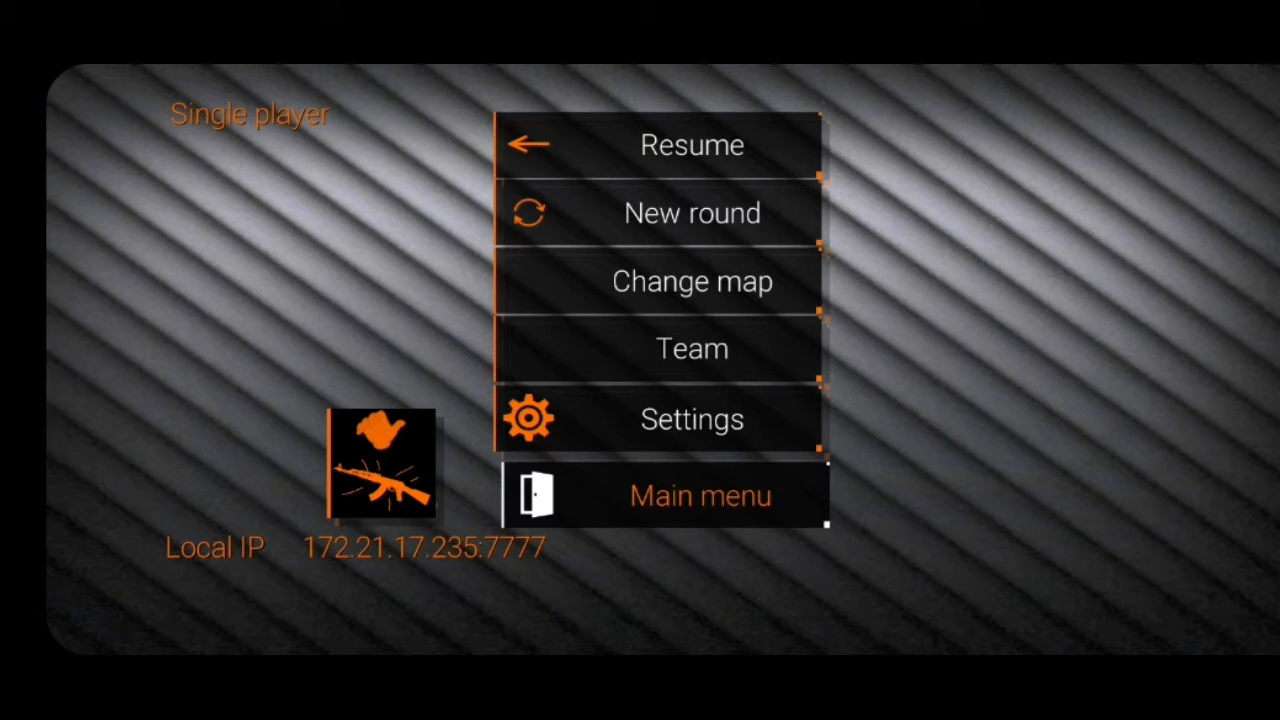 Single player
Resume
New round
Change map
Team
Settings
Main menu
Local IP 172.21.17.235:7777